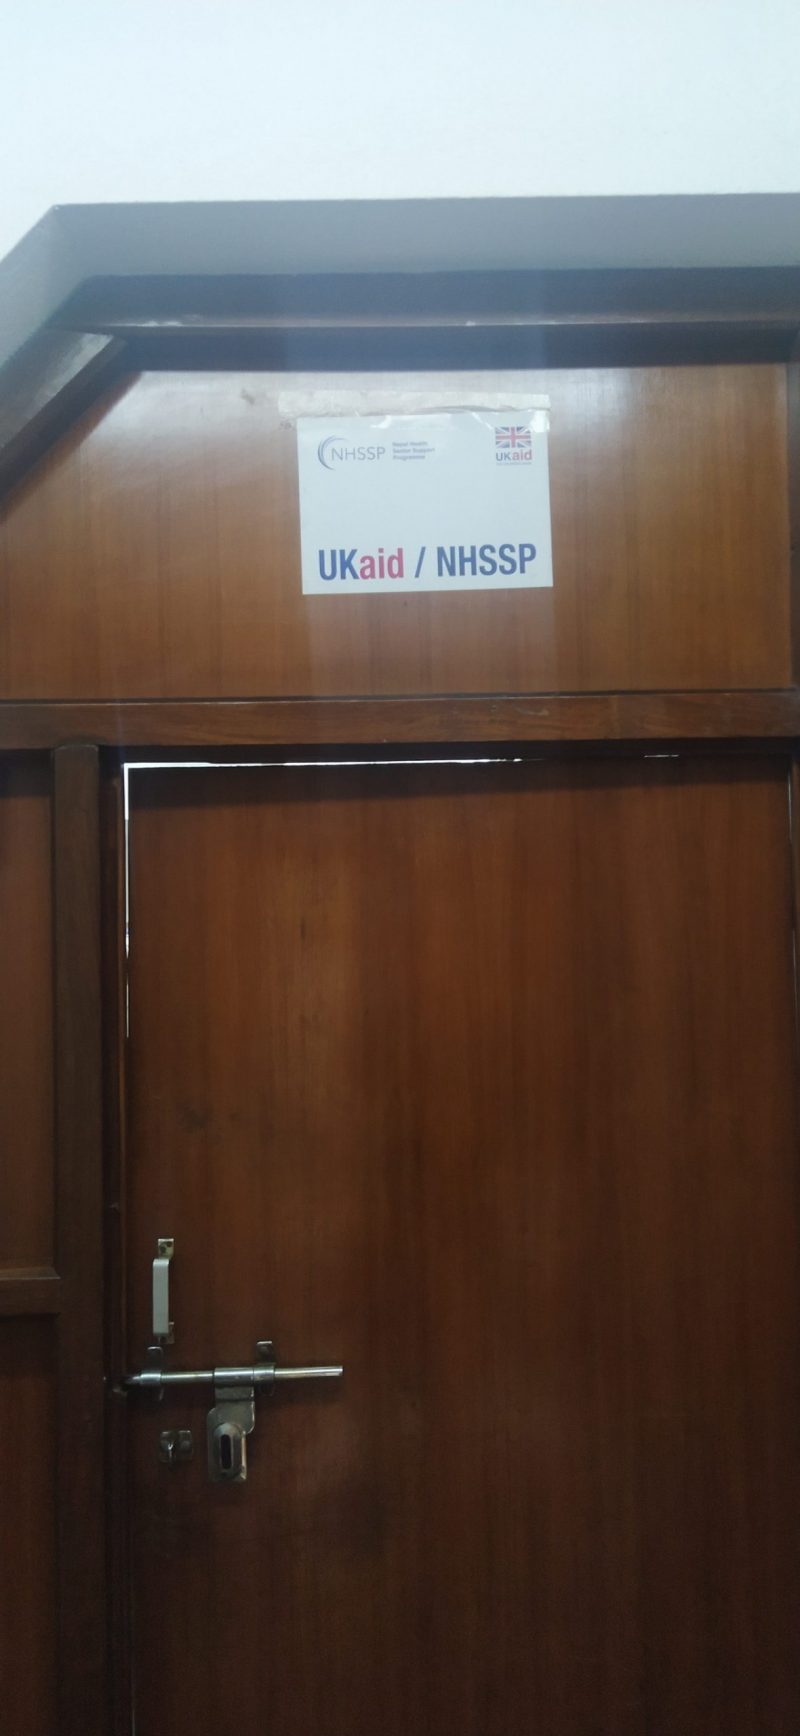 NHSSP
Nepal Health
Sector Support
Programme
UKaid
UKaid / NHSSP